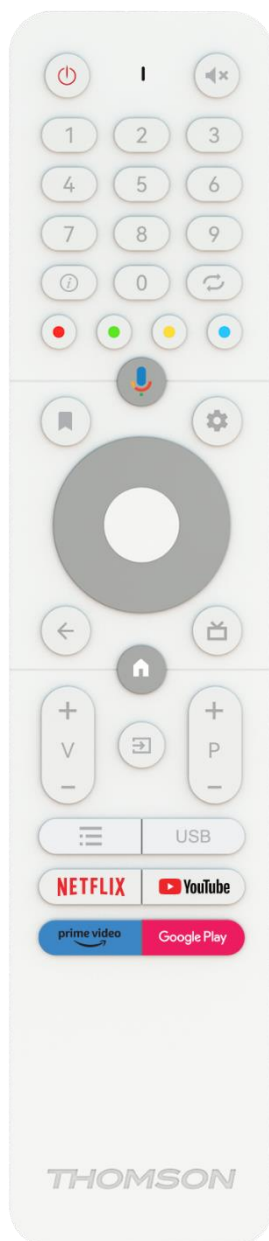 1 2 3
4 5 6
7 8 9
i 0
+ +
V P
− −
USB
NETFLIX YouTube
prime video Google Play
THOMSON